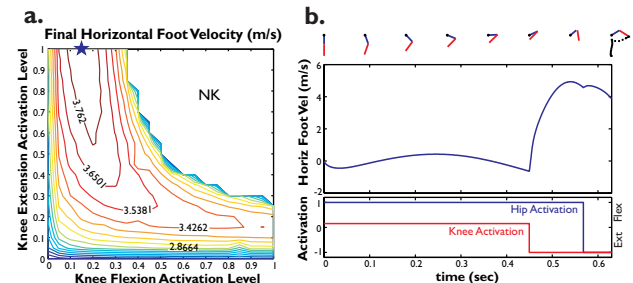 a.
Final Horizontal Foot Velocity (m/s)
Knee Extension Activation Level
1
0.9
0.8
0.7
0.6
0.5
0.4
0.3
0.2
0.1
0
NK
3.762
3.6501
3.538
3.4262
2.8664
0 0.1 0.2 0.3 0.4 0.5 0.6 0.7 0.8 0.9 1
Knee Flexion Activation Level
b.
Horiz Foot Vel (m/s)
6
4
2
0
-2
Activation
1
0
-1
Hip Activation
Knee Activation
Ext Flex
0 0.1 0.2 0.3 0.4 0.5 0.6
time (sec)